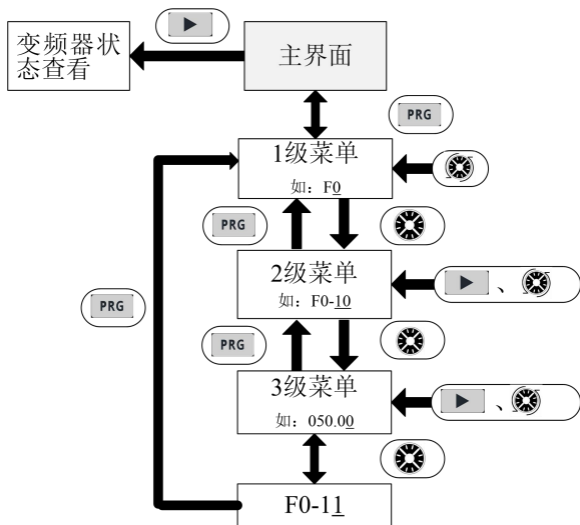 变频器状
态查看
主界面
PRG
1级菜单
如：F0
PRG
2级菜单
如：F0-10
、
PRG
PRG
3级菜单
如：050.00
、
F0-11